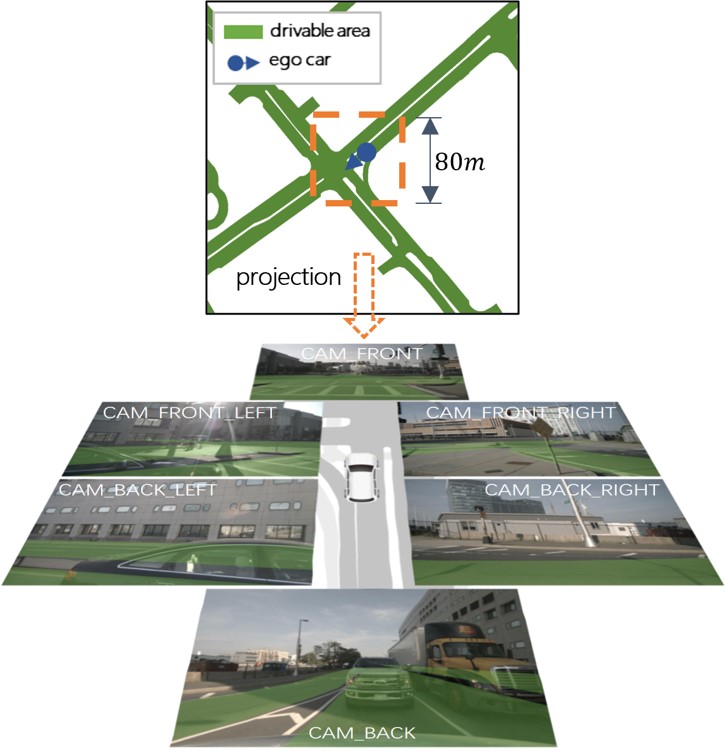 drivable area
ego car
80m
projection
CAM_FRONT
CAM_FRONT_LEFT
CAM_FRONT_RIGHT
CAM_BACK_LEFT
CAM_BACK_RIGHT
CAM_BACK